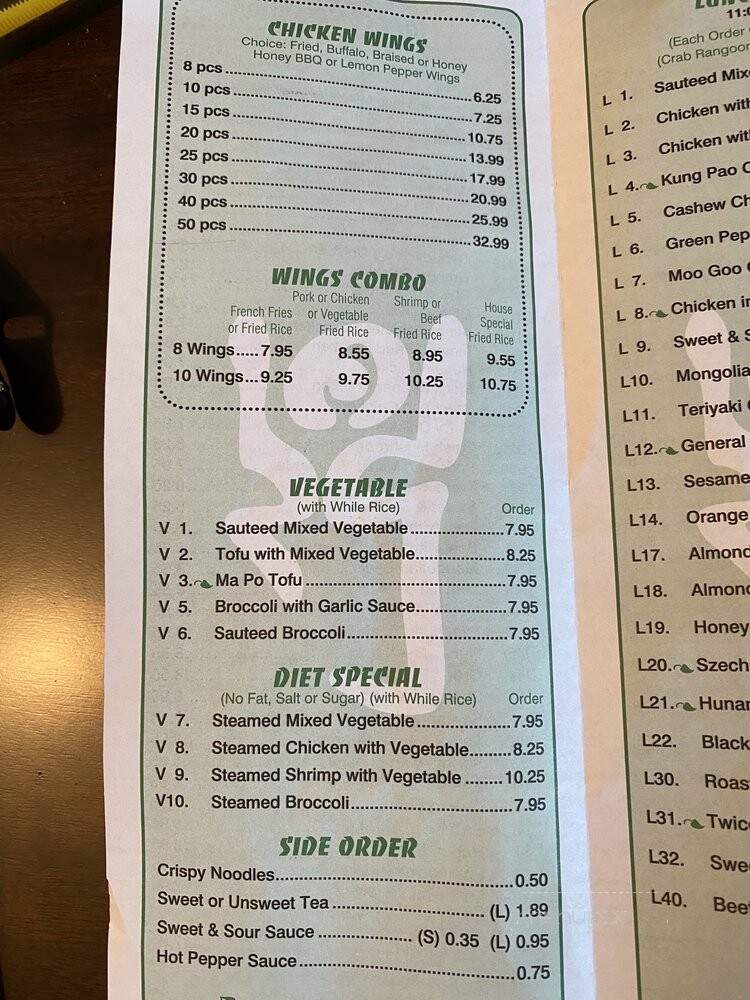 CHICKEN WINGS
Choice: Fried, Buffalo, Braised or Honey
Honey BBQ or Lemon Pepper Wings
8 pcs 6.25
10 pcs 7.25
15 pcs 10.75
20 pcs 13.99
25 pcs 17.99
30 pcs 20.99
40 pcs 25.99
50 pcs 32.99
WINGS COMBO
French Fries or Fried Rice
Pork or Chicken or Vegetable Fried Rice
Shrimp or Beef Fried Rice
House Special Fried Rice
8 Wings.....7.95 8.55 8.95 9.55
10 Wings...9.25 9.75 10.25 10.75
VEGETABLE
(with While Rice) Order
V 1. Sauteed Mixed Vegetable 7.95
V 2. Tofu with Mixed Vegetable 8.25
V 3. Ma Po Tofu 7.95
V 5. Broccoli with Garlic Sauce 7.95
V 6. Sauteed Broccoli 7.95
DIET SPECIAL
(No Fat, Salt or Sugar) (with While Rice) Order
V 7. Steamed Mixed Vegetable 7.95
V 8. Steamed Chicken with Vegetable 8.25
V 9. Steamed Shrimp with Vegetable 10.25
V10. Steamed Broccoli 7.95
SIDE ORDER
Crispy Noodles 0.50
Sweet or Unsweet Tea (L) 1.89
Sweet & Sour Sauce (S) 0.35 (L) 0.95
Hot Pepper Sauce 0.75
(Each Order
(Crab Rangoon
L 1. Sauteed Mixe
L 2. Chicken with
L 3. Chicken with
L 4. Kung Pao C
L 5. Cashew Ch
L 6. Green Pep
L 7. Moo Goo
L 8. Chicken in
L 9. Sweet & S
L10. Mongolia
L11. Teriyaki
L12. General
L13. Sesame
L14. Orange
L17. Almond
L18. Almond
L19. Honey
L20. Szech
L21. Hunan
L22. Black
L30. Roas
L31. Twice
L32. Swee
L40. Beef